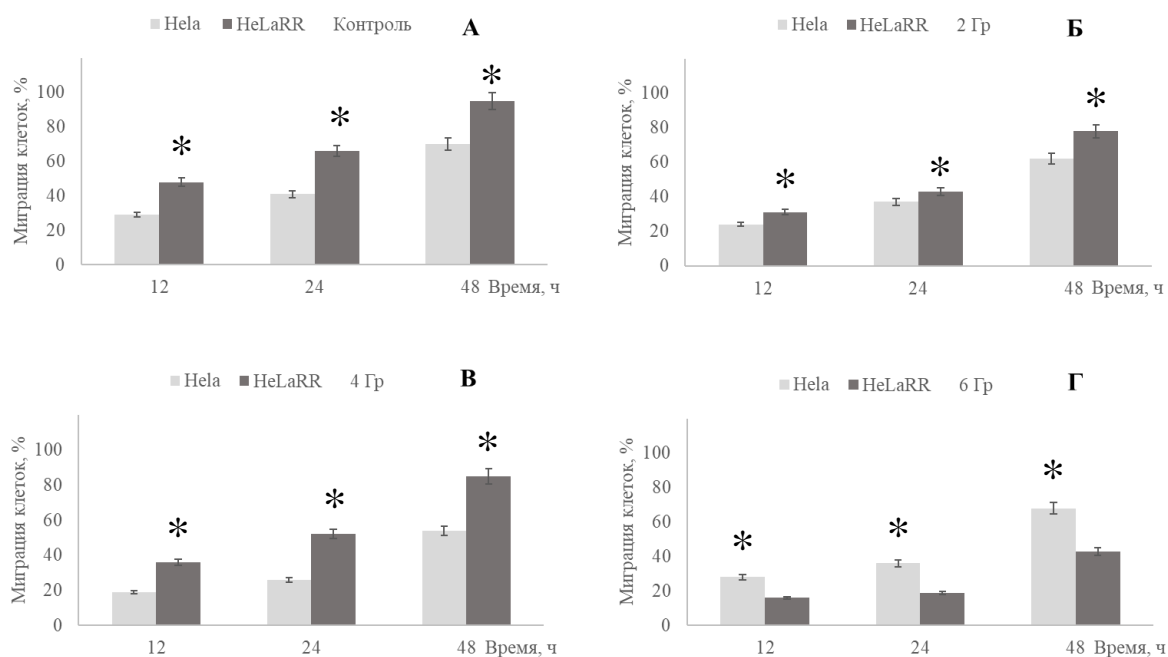 Hela HeLaRR Контроль А
Миграция клеток, %
100
80
60
40
20
0
12 24 48 Время, ч
* * *
Hela HeLaRR 2 Гр Б
Миграция клеток, %
100
80
60
40
20
0
12 24 48 Время, ч
* * *
Hela HeLaRR 4 Гр В
Миграция клеток, %
100
80
60
40
20
0
12 24 48 Время, ч
* * *
Hela HeLaRR 6 Гр Г
Миграция клеток, %
100
80
60
40
20
0
12 24 48 Время, ч
* * *